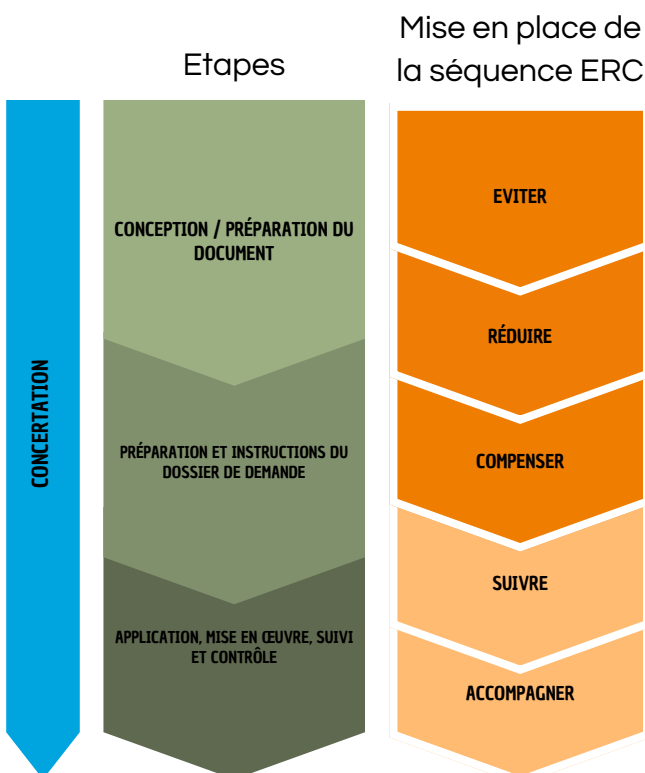 Etapes
Mise en place de
la séquence ERC
CONCERTATION
CONCEPTION / PRÉPARATION DU
DOCUMENT
PRÉPARATION ET INSTRUCTIONS DU
DOSSIER DE DEMANDE
APPLICATION, MISE EN ŒUVRE, SUIVI
ET CONTRÔLE
EVITER
RÉDUIRE
COMPENSER
SUIVRE
ACCOMPAGNER